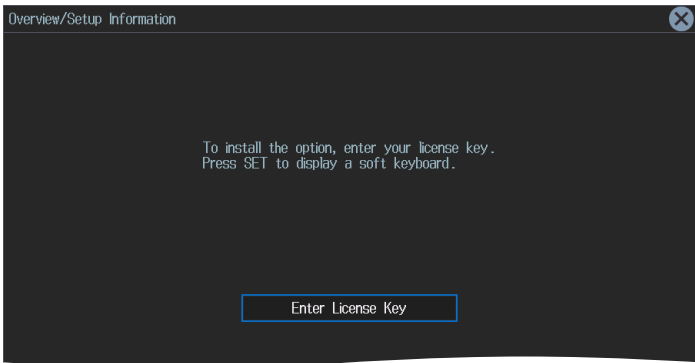 Overview/Setup Information
To install the option, enter your license key.
Press SET to display a soft keyboard.
Enter License Key